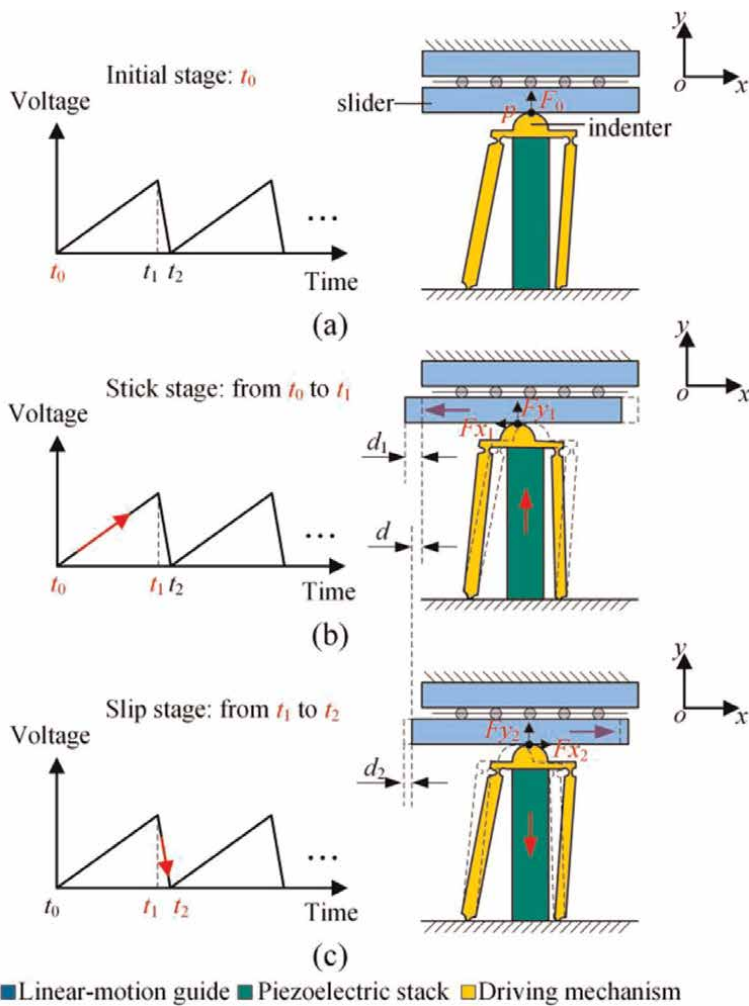 Initial stage: t0
Voltage
t0
t1
t2
...
Time
slider
p
F0
indenter
y
o
x
(a)
Stick stage: from t0 to t1
Voltage
t0
t1
t2
...
Time
Fy1
Fx1
d1
d
y
o
x
(b)
Slip stage: from t1 to t2
Voltage
t0
t1
t2
...
Time
Fy2
Fx2
d2
y
o
x
(c)
Linear-motion guide Piezoelectric stack Driving mechanism